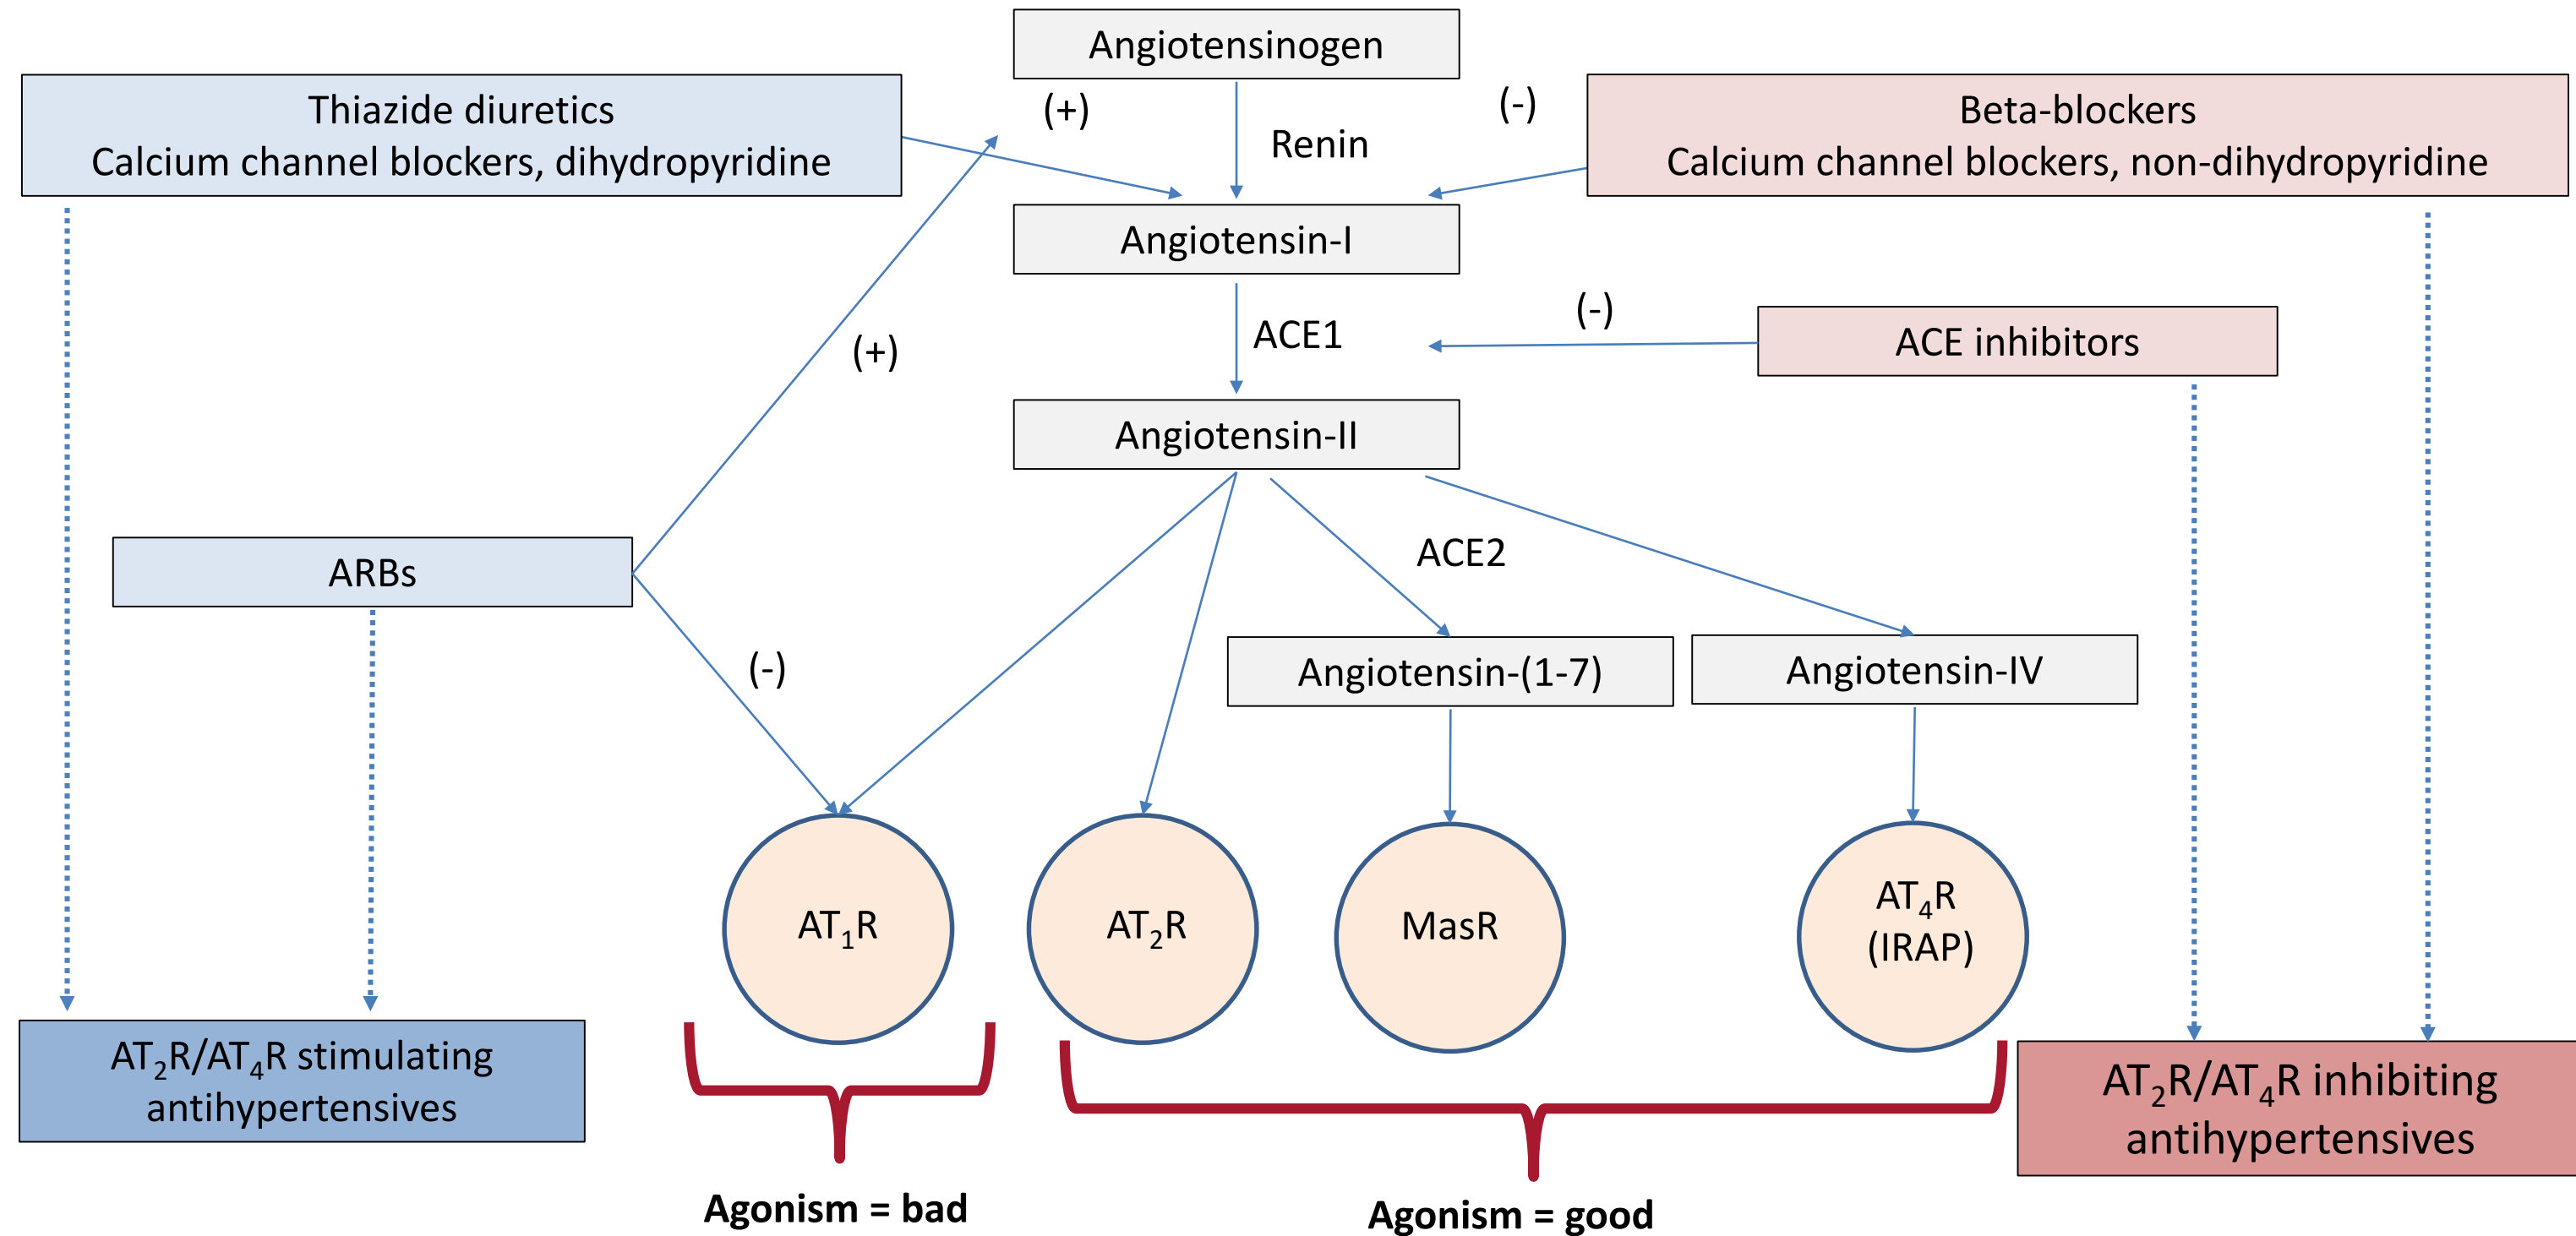 Angiotensinogen
Thiazide diuretics
Calcium channel blockers, dihydropyridine
(+)
Renin
(-)
Beta-blockers
Calcium channel blockers, non-dihydropyridine
Angiotensin-I
(+)
ACE1
(-)
ACE inhibitors
Angiotensin-II
ARBs
ACE2
(-)
Angiotensin-(1-7)
Angiotensin-IV
AT₁R
AT₂R
MasR
AT₄R
(IRAP)
AT₂R/AT₄R stimulating
antihypertensives
AT₂R/AT₄R inhibiting
antihypertensives
Agonism = bad
Agonism = good